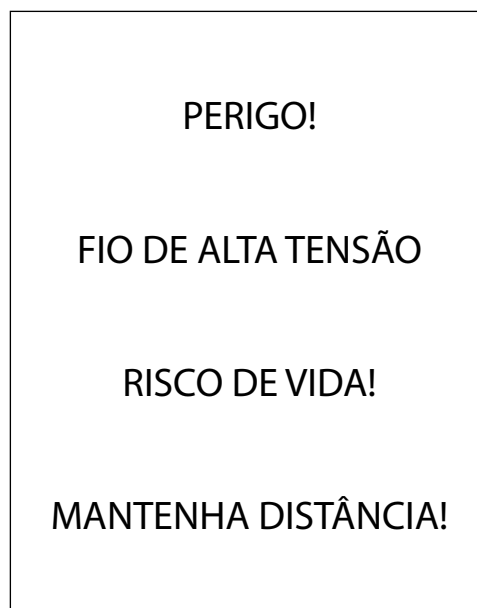 PERIGO!
FIO DE ALTA TENSÃO
RISCO DE VIDA!
MANTENHA DISTÂNCIA!